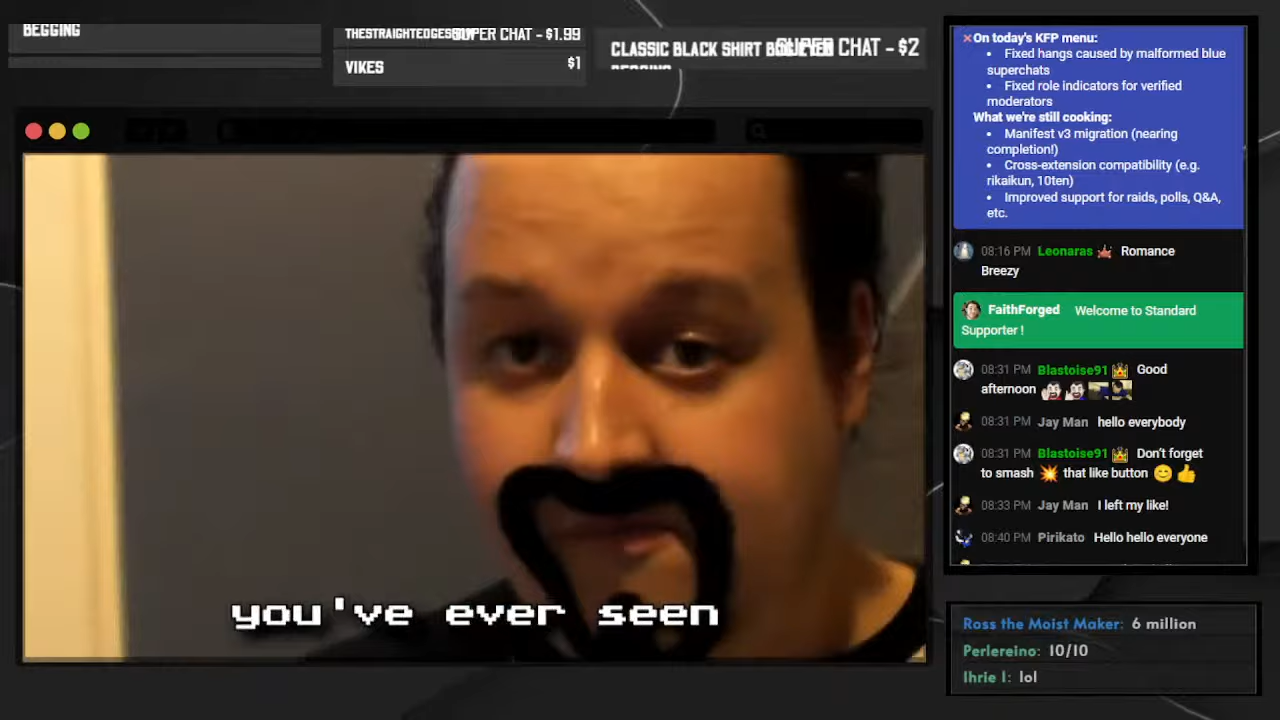 BEGGING
SUPER CHAT - $1.99
VIKES
$1
CLASSIC BLACK SHIRT
SUPER CHAT - $2
BEGGING
On today's KFP menu:
Fixed hangs caused by malformed blue
superchats
Fixed role indicators for verified
moderators
What we're still cooking:
Manifest v3 migration (nearing
completion!)
Cross-extension compatibility (e.g.
rikaikun, 10ten)
Improved support for raids, polls, Q&A,
etc.
08:16 PM Leonaras Romance
Breezy
FaithForged Welcome to Standard
Supporter !
08:31 PM Blastoise91 Good
afternoon
08:31 PM Jay Man hello everybody
08:31 PM Blastoise91 Don't forget
to smash 💥 that like button 😊 👍
08:33 PM Jay Man I left my like!
08:40 PM Pirikato Hello hello everyone
you've ever seen
Ross the Moist Maker: 6 million
Perlereino: 10/10
Ihrie I: lol